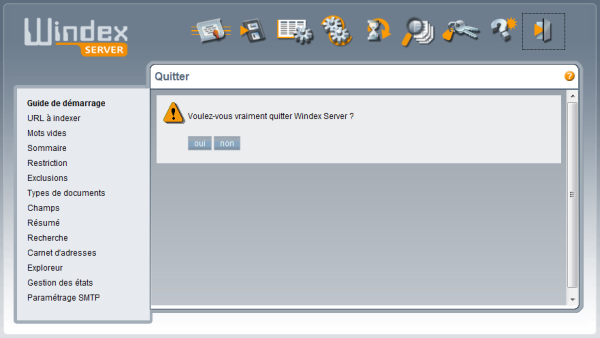 Windex
SERVER
Quitter
?
Guide de démarrage
URL à indexer
Mots vides
Sommaire
Restriction
Exclusions
Types de documents
Champs
Résumé
Recherche
Carnet d'adresses
Exploreur
Gestion des états
Paramétrage SMTP
Voulez-vous vraiment quitter Windex Server ?
oui non